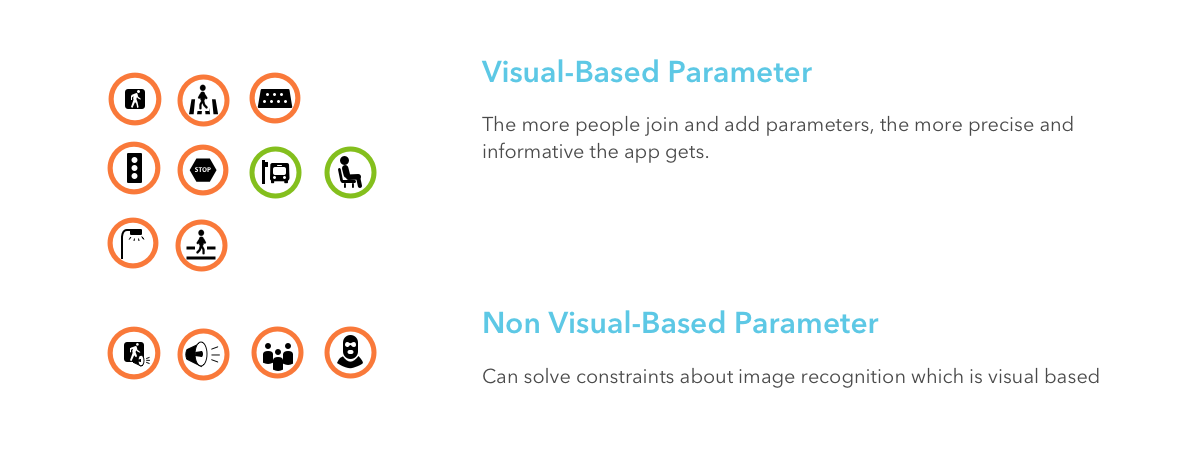 Visual-Based Parameter
The more people join and add parameters, the more precise and
informative the app gets.
STOP
Non Visual-Based Parameter
Can solve constraints about image recognition which is visual based